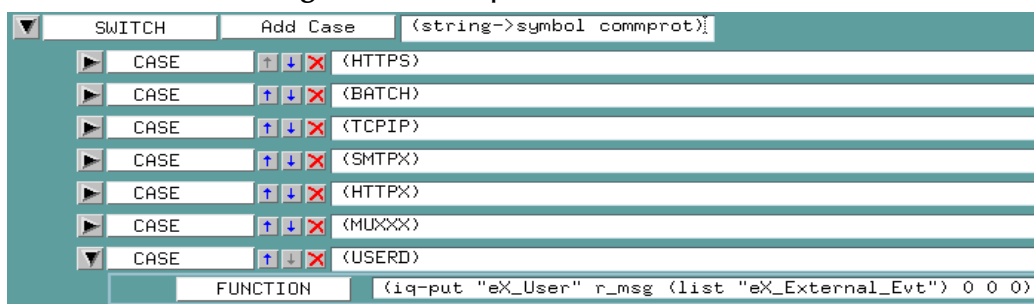 SWITCH Add Case (string->symbol commprot)
CASE (HTTPS)
CASE (BATCH)
CASE (TCPIP)
CASE (SMTPX)
CASE (HTTPX)
CASE (MUXXX)
CASE (USERD)
FUNCTION (iq-put "eX_User" r_msg (list "eX_External_Evt") 0 0 0)